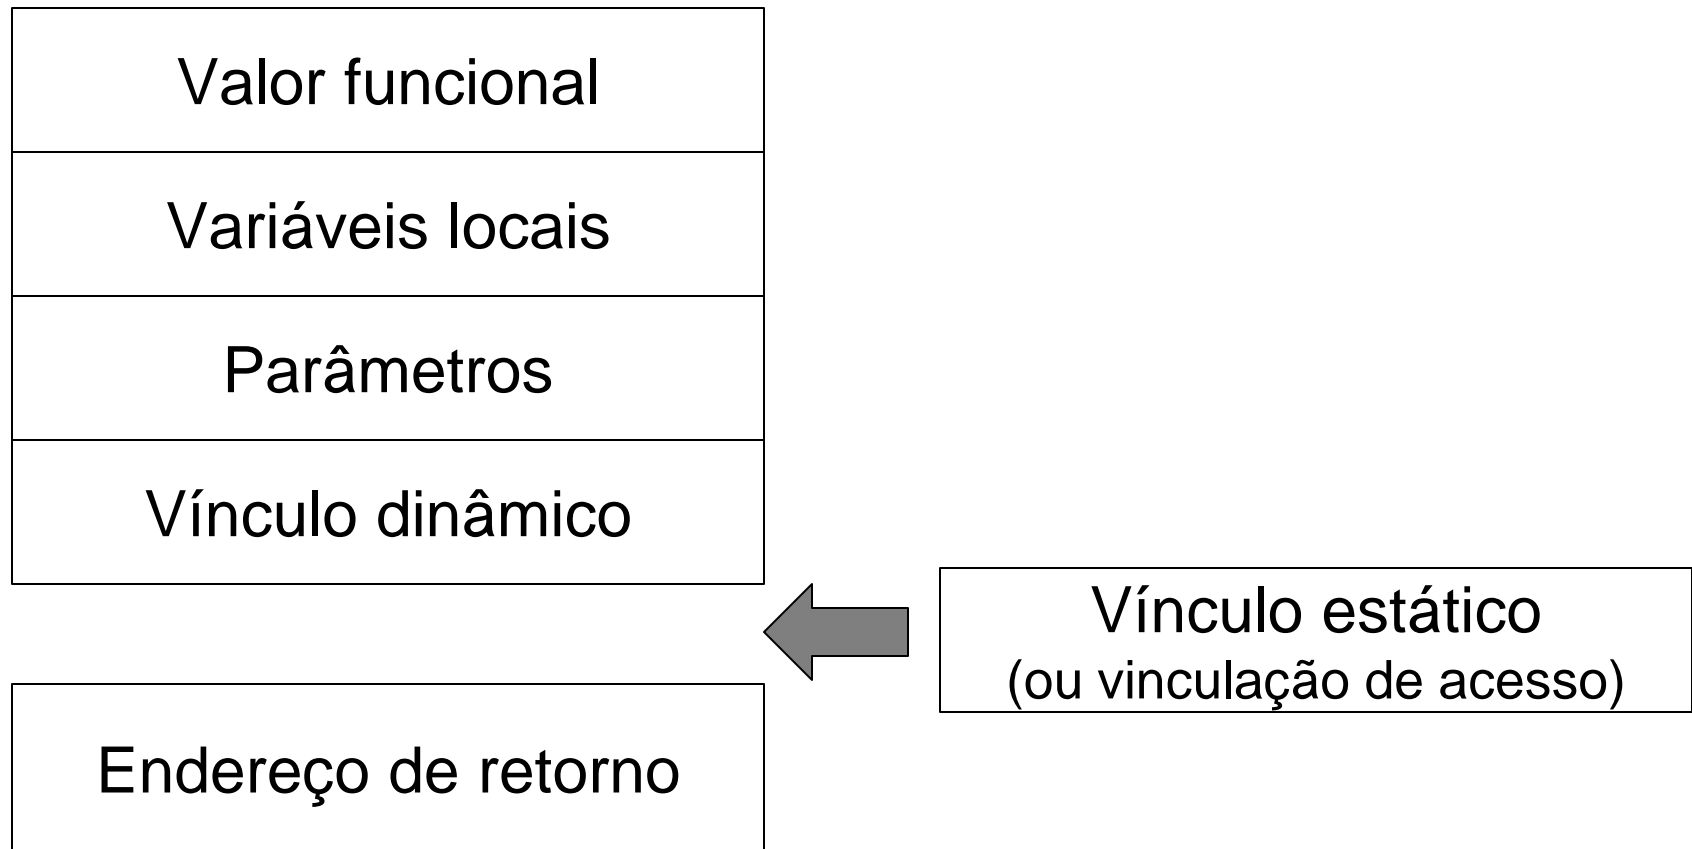 Valor funcional
Variáveis locais
Parâmetros
Vínculo dinâmico
Vínculo estático
(ou vinculação de acesso)
Endereço de retorno